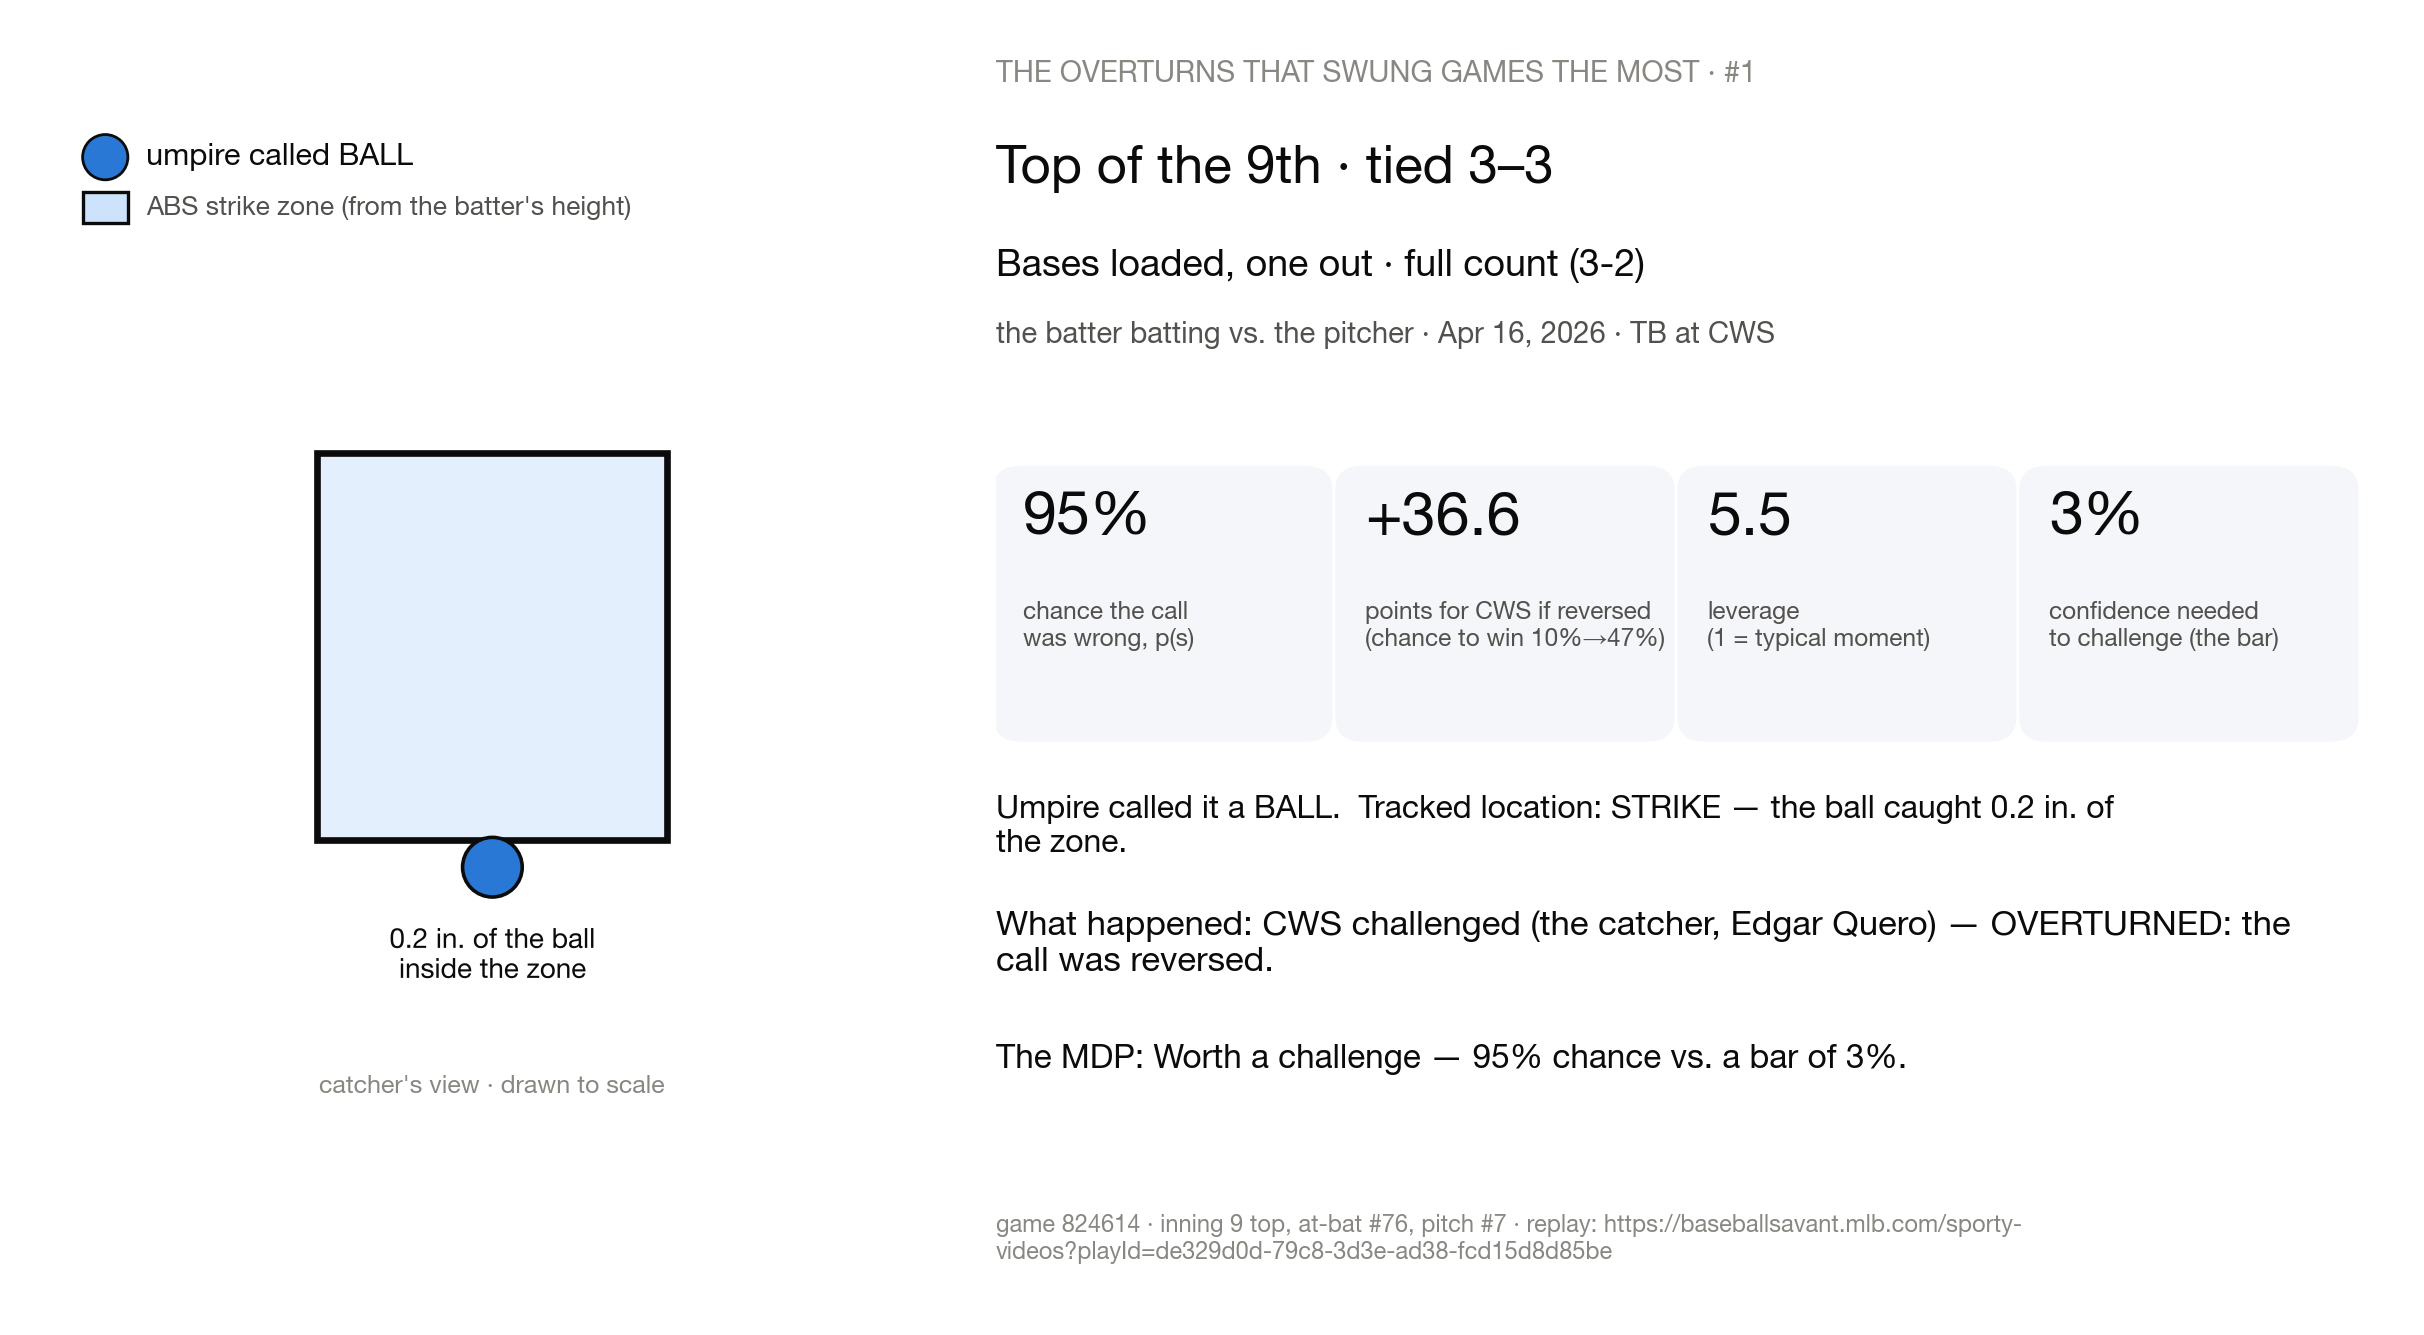 THE OVERTURNS THAT SWUNG GAMES THE MOST · #1
umpire called BALL
ABS strike zone (from the batter's height)
Top of the 9th · tied 3–3
Bases loaded, one out · full count (3-2)
the batter batting vs. the pitcher · Apr 16, 2026 · TB at CWS
95%
chance the call
was wrong, p(s)
+36.6
points for CWS if reversed
(chance to win 10%→47%)
5.5
leverage
(1 = typical moment)
3%
confidence needed
to challenge (the bar)
0.2 in. of the ball
inside the zone
catcher's view · drawn to scale
Umpire called it a BALL.  Tracked location: STRIKE — the ball caught 0.2 in. of
the zone.
What happened: CWS challenged (the catcher, Edgar Quero) — OVERTURNED: the
call was reversed.
The MDP: Worth a challenge — 95% chance vs. a bar of 3%.
game 824614 · inning 9 top, at-bat #76, pitch #7 · replay: https://baseballsavant.mlb.com/sporty-
videos?playId=de329d0d-79c8-3d3e-ad38-fcd15d8d85be